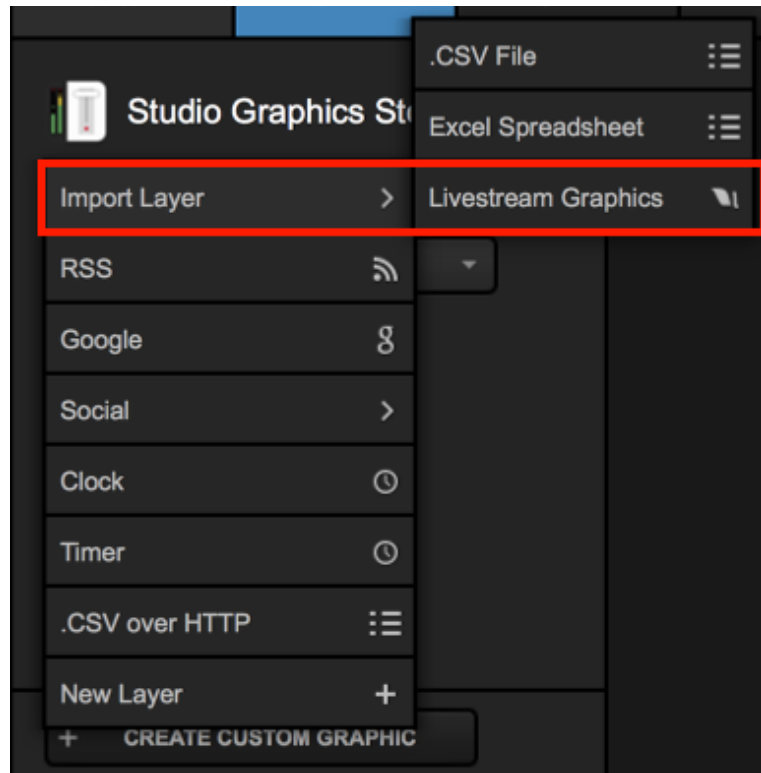 .CSV File
Studio Graphics
Excel Spreadsheet
Import Layer
Livestream Graphics
RSS
Google
Social
Clock
Timer
.CSV over HTTP
New Layer
+ CREATE CUSTOM GRAPHIC